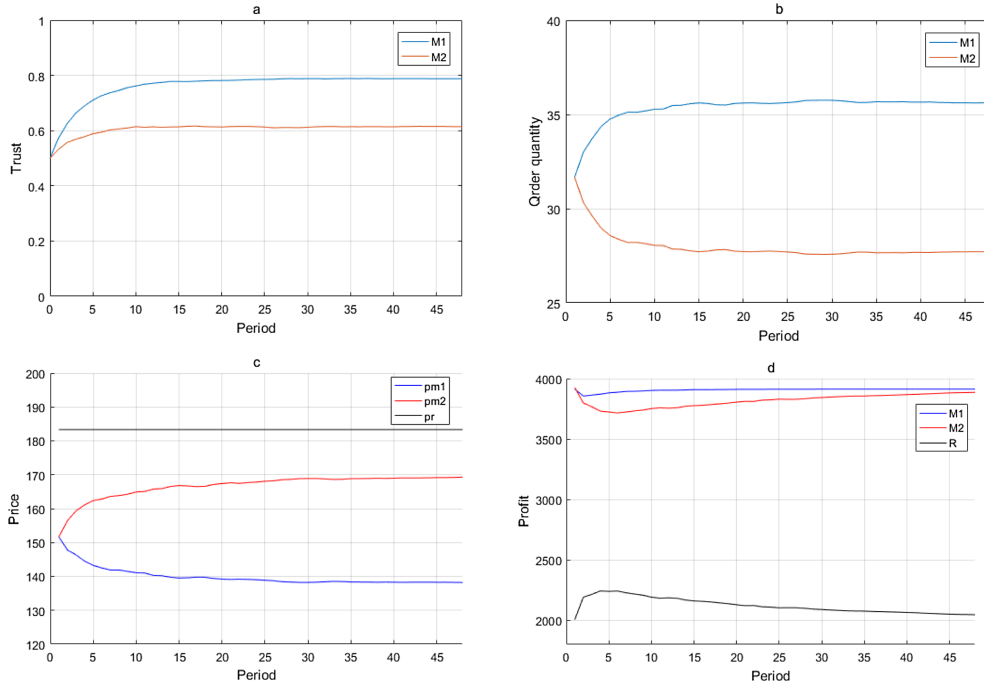 a
1
0.8
0.6
0.4
0.2
0
0 5 10 15 20 25 30 35 40 45
Trust
Period
M1
M2
b
40
35
30
25
0 5 10 15 20 25 30 35 40 45
Qrder quantity
Period
M1
M2
c
200
190
180
170
160
150
140
130
120
0 5 10 15 20 25 30 35 40 45
Price
Period
pm1
pm2
pr
d
4000
3500
3000
2500
2000
0 5 10 15 20 25 30 35 40 45
Profit
Period
M1
M2
R